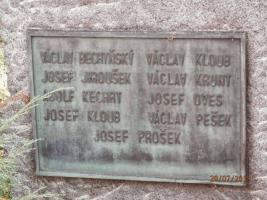 VÁCLAV BECHYŇSKÝ VÁCLAV KLOUB
JOSEF JIROUŠEK VÁCLAV KRUNT
ADOLF KECHRT JOSEF OVES
JOSEF KLOUB VÁCLAV PEŠEK
JOSEF PROŠEK